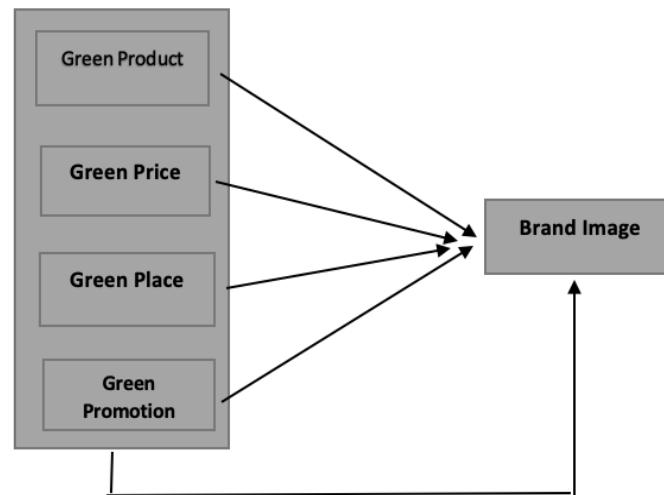 Green Product
Green Price
Green Place
Green
Promotion
Brand Image